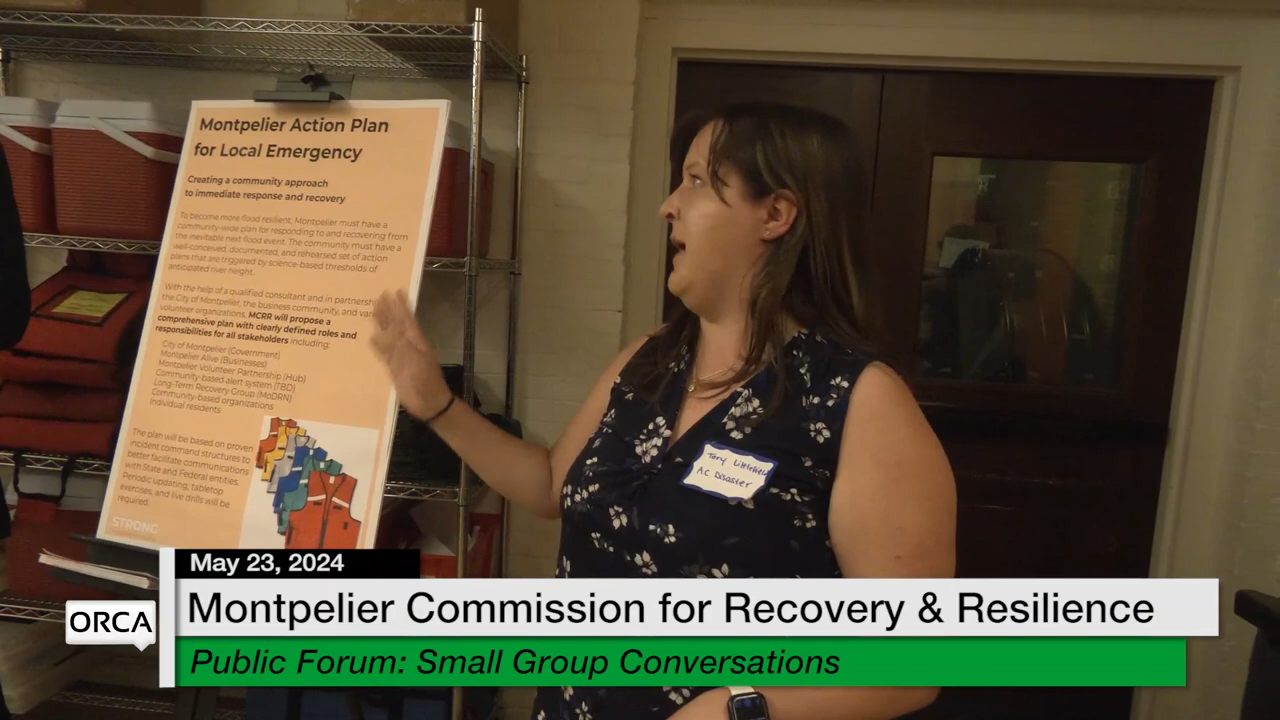 Montpelier Action Plan
for Local Emergency
Creating a community approach
to immediate response and recovery
To become more flood resilient, Montpelier must have a
community-wide plan for responding to and recovering from
the inevitable next flood event. The community must have a
well-conceived, documented, and rehearsed set of action
plans that are triggered by science-based thresholds of
anticipated river height.
With the help of a qualified consultant and in partnership
the City of Montpelier, the business community, and
volunteer organizations, MCRR will propose a
comprehensive plan with clearly defined roles and
responsibilities for all stakeholders including:
City of Montpelier (Government)
Montpelier Alive (Businesses)
Montpelier Volunteer Partnership (Hub)
Community-based alert system (TBD)
Long-Term Recovery Group (MoDRN)
Community-based organizations
Individual residents
The plan will be based on proven
incident command structures to
better facilitate communications
with State and Federal entities.
Periodic updating, tabletop
exercises, and live drills will be
required.
STRONG
Tory Littlefield
AC Disaster
May 23, 2024
ORCA
Montpelier Commission for Recovery & Resilience
Public Forum: Small Group Conversations